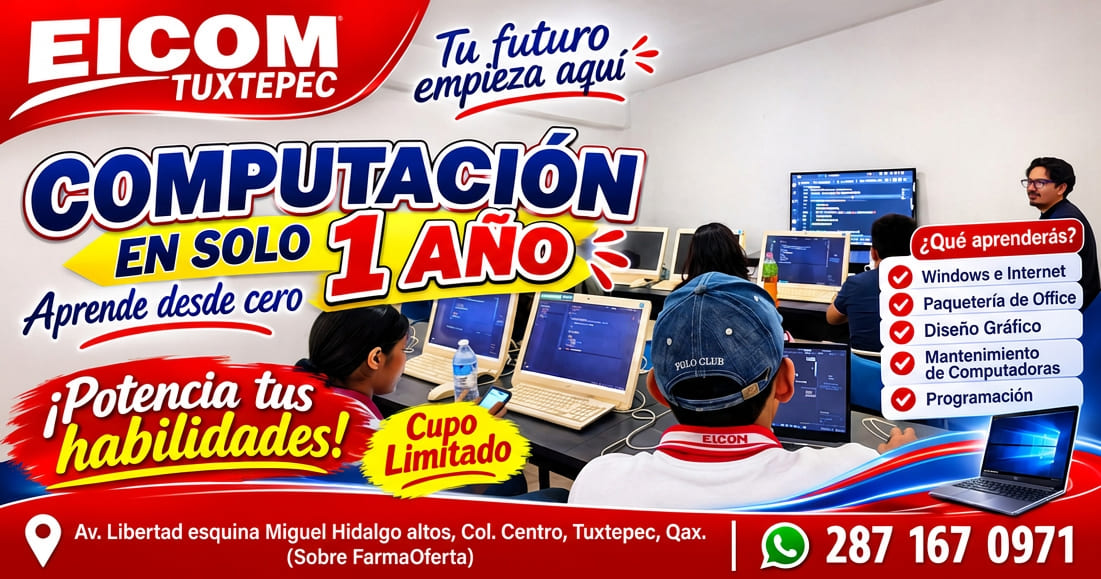 EICOM
TUXTEPEC
Tu futuro
empieza aquí
COMPUTACIÓN
EN SOLO
1 AÑO
Aprende desde cero
¡Potencia tus
habilidades!
Cupo
Limitado
¿Qué aprenderás?
Windows e Internet
Paquetería de Office
Diseño Gráfico
Mantenimiento
de Computadoras
Programación
POLO CLUB
EICON
Av. Libertad esquina Miguel Hidalgo altos, Col. Centro, Tuxtepec, Qax.
(Sobre FarmaOferta)
287 167 0971